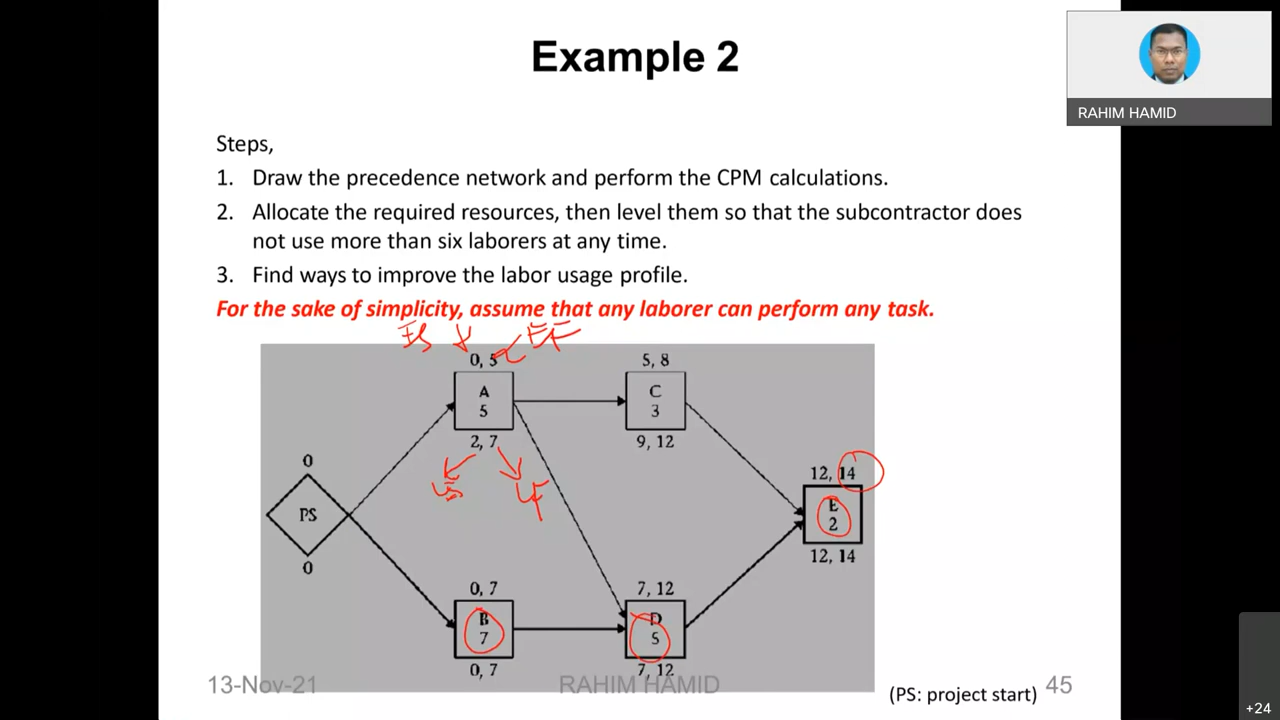 Example 2
RAHIM HAMID
Steps,
1. Draw the precedence network and perform the CPM calculations.
2. Allocate the required resources, then level them so that the subcontractor does
not use more than six laborers at any time.
3. Find ways to improve the labor usage profile.
For the sake of simplicity, assume that any laborer can perform any task.
ES
EF
0, 5
5, 8
A
5
C
3
2, 7
9, 12
LS
LF
0
PS
0
12, 14
E
2
12, 14
0, 7
7, 12
B
7
D
5
0, 7
7, 12
13-Nov-21
RAHIM HAMID
(PS: project start)
45
+24